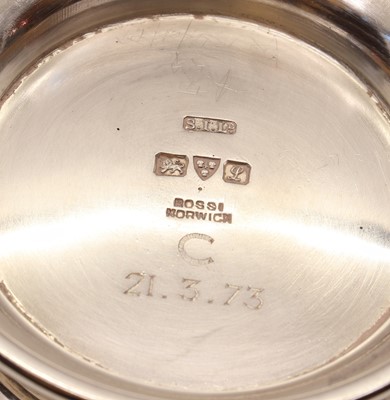 ROSSI
NORWICH
C
21.3.73